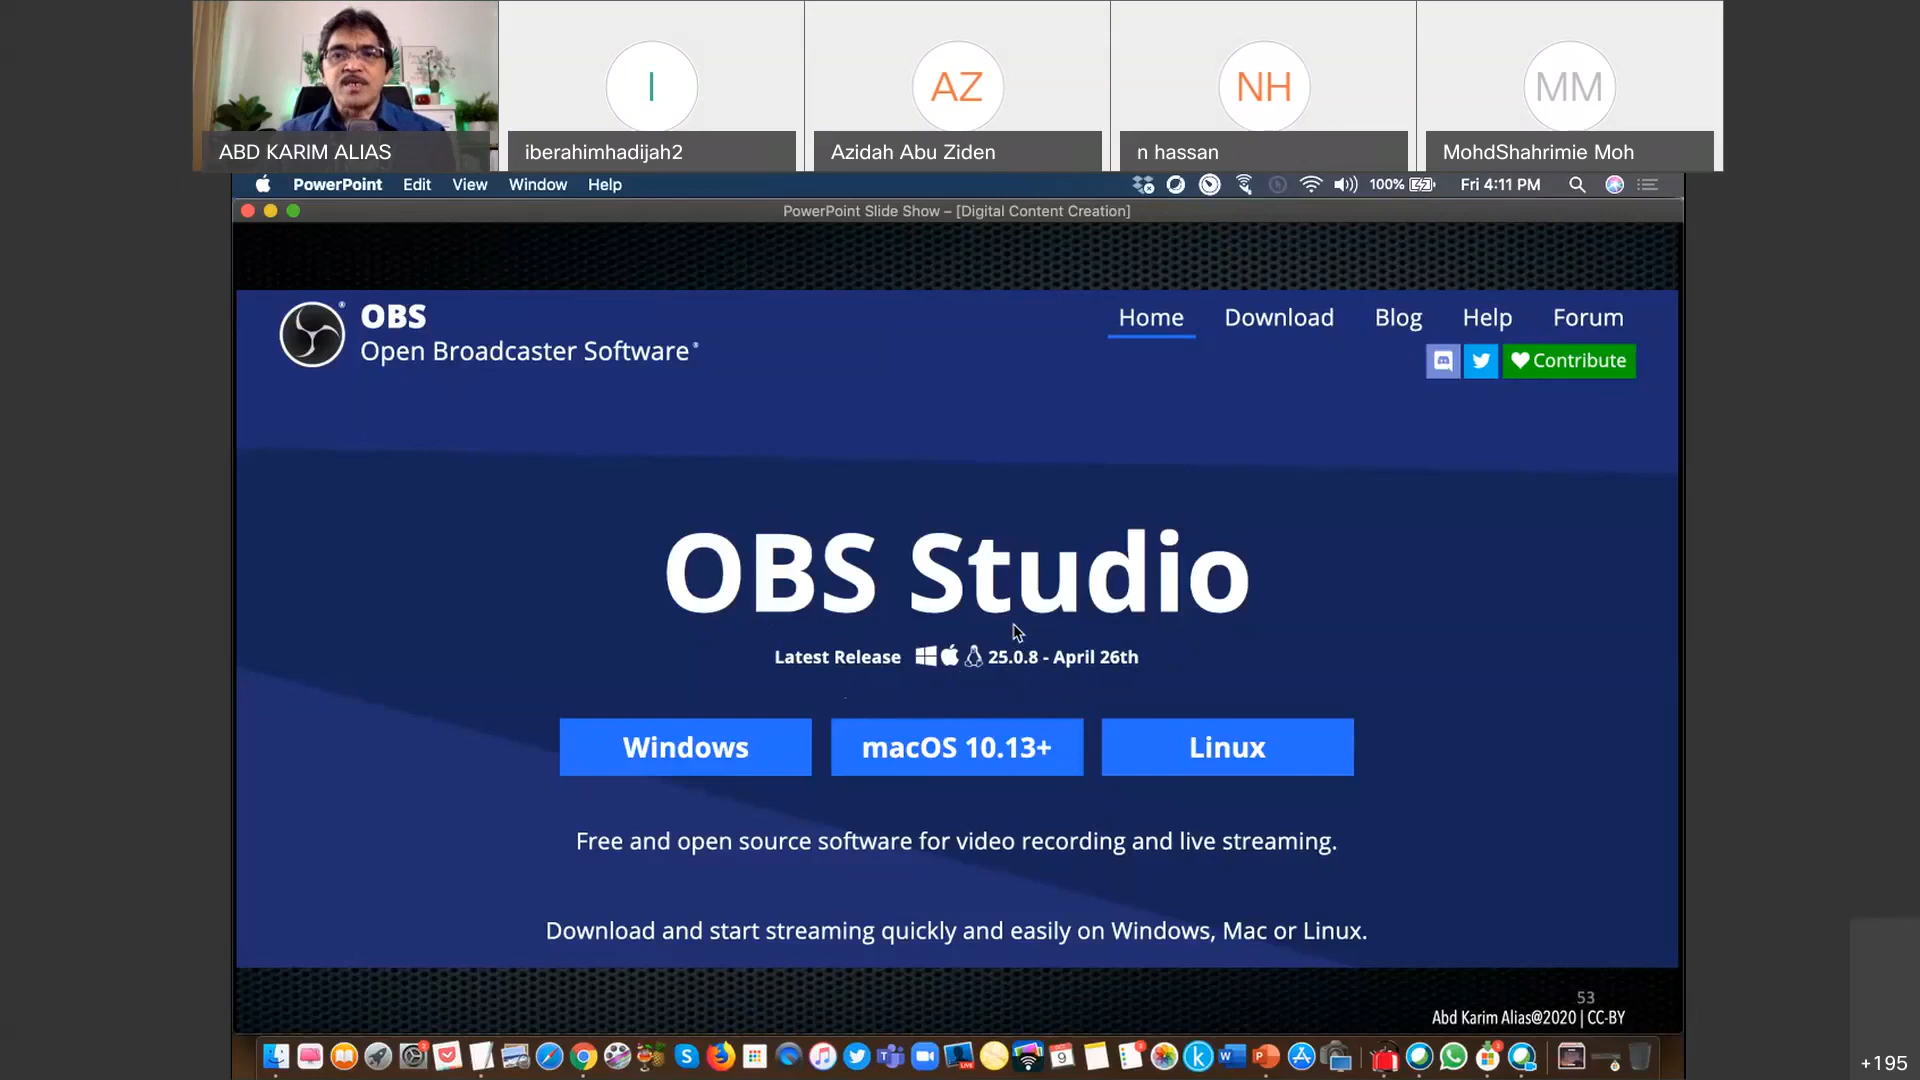 I
AZ
NH
MM
ABD KARIM ALIAS
iberahimhadijah2
Azidah Abu Ziden
n hassan
MohdShahrimie Moh
PowerPoint Edit View Window Help
100% Fri 4:11 PM
PowerPoint Slide Show – [Digital Content Creation]
OBS
Open Broadcaster Software®
Home Download Blog Help Forum
Contribute
OBS Studio
Latest Release 25.0.8 - April 26th
Windows
macOS 10.13+
Linux
Free and open source software for video recording and live streaming.
Download and start streaming quickly and easily on Windows, Mac or Linux.
53
Abd Karim Alias@2020 | CC-BY
9
+195